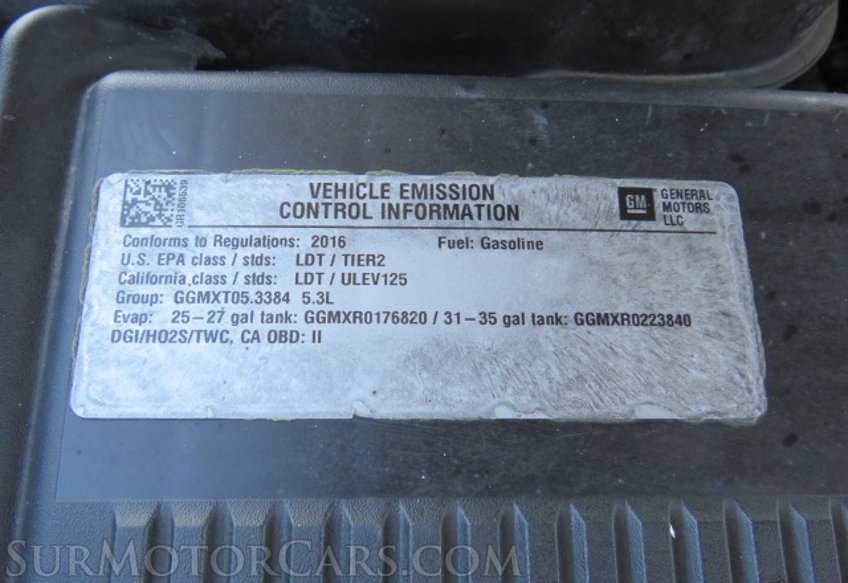 VEHICLE EMISSION
CONTROL INFORMATION
GM
GENERAL
MOTORS
LLC
Conforms to Regulations: 2016 Fuel: Gasoline
U.S. EPA class / stds: LDT / TIER2
California class / stds: LDT / ULEV125
Group: GGMXT05.3384 5.3L
Evap: 25-27 gal tank: GGMXR0176820 / 31-35 gal tank: GGMXR0223840
DGI/HO2S/TWC, CA OBD: II
SurMotorCars.com